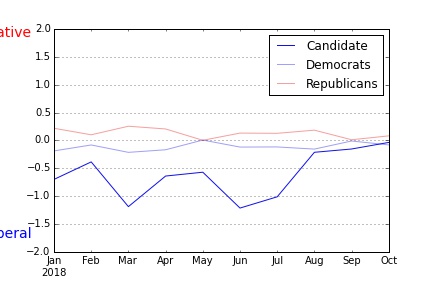 2.0
ative
Candidate
1.5
Democrats
Republicans
1.0
0.5
0.0
−0.5
−1.0
−1.5
beral
−2.0
Jan Feb Mar Apr May Jun Jul Aug Sep Oct
2018